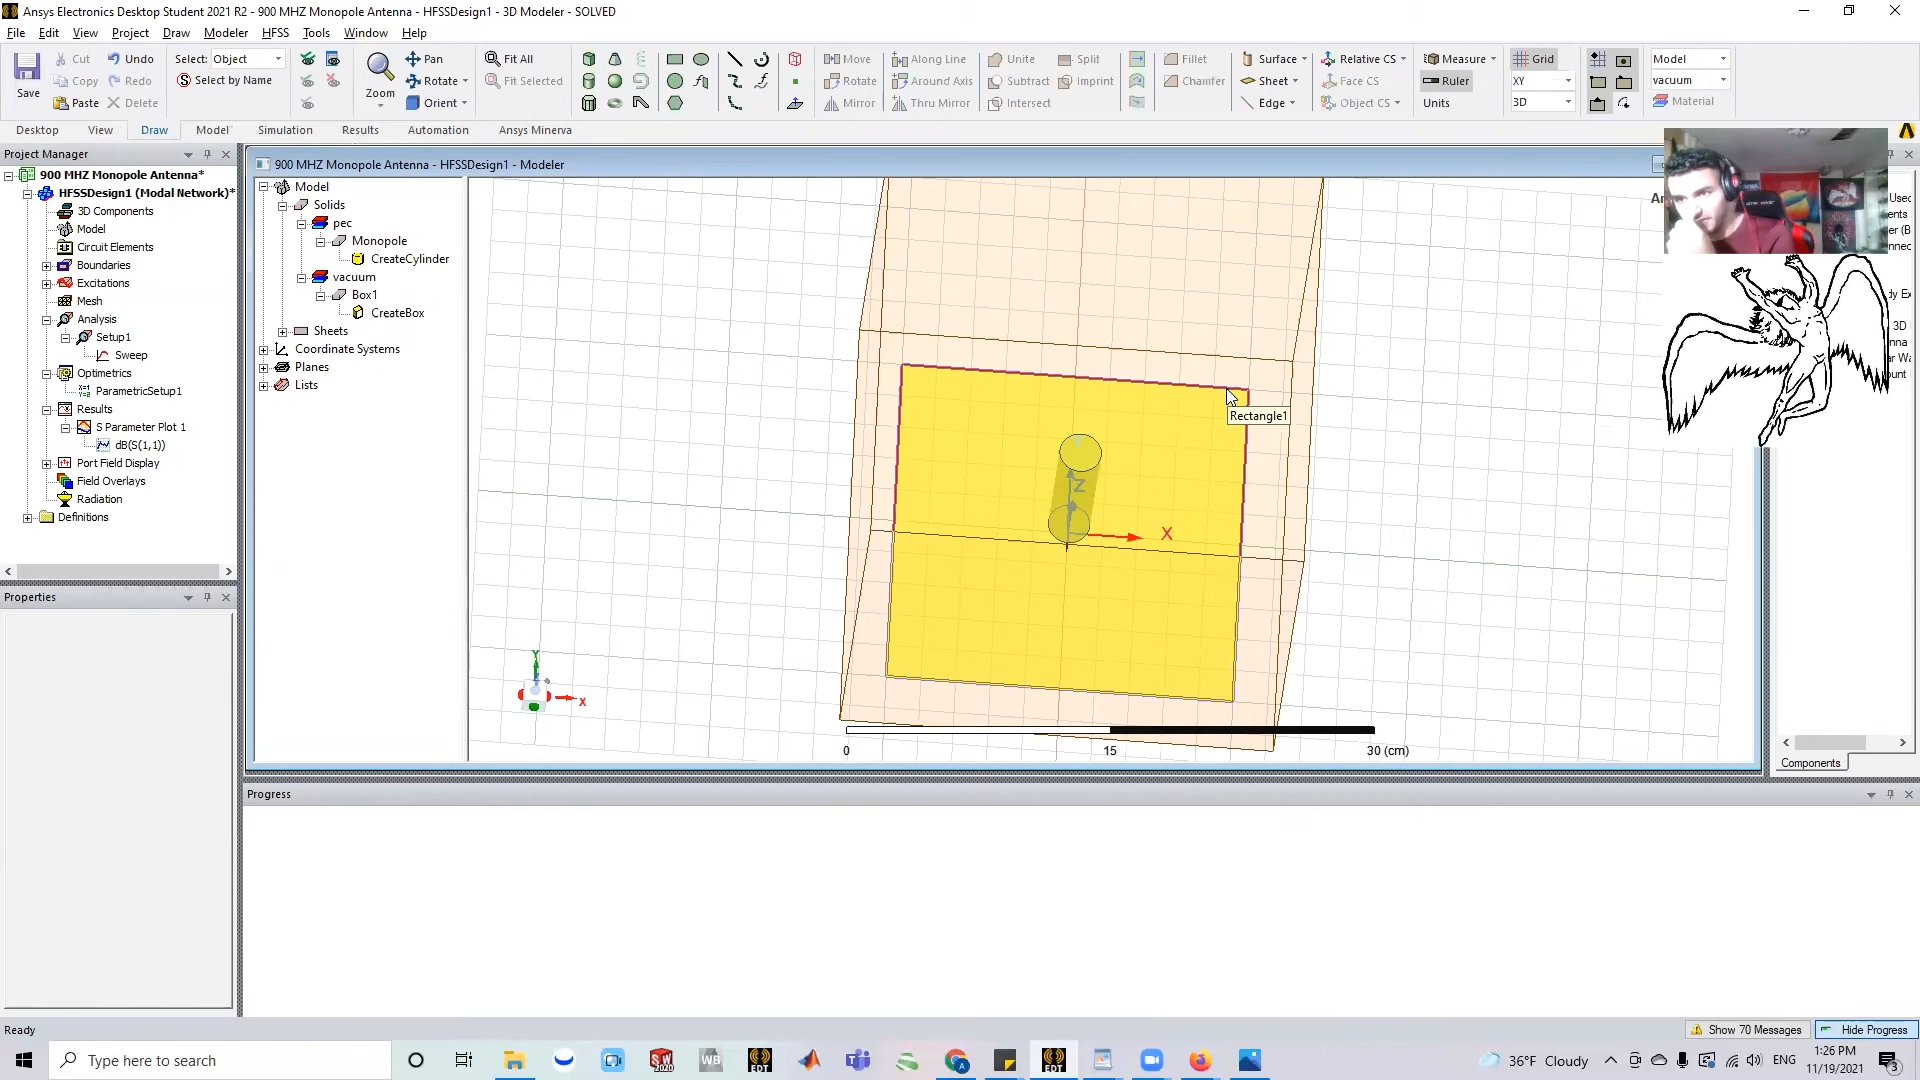 Ansys Electronics Desktop Student 2021 R2 - 900 MHZ Monopole Antenna - HFSSDesign1 - 3D Modeler - SOLVED
File Edit View Project Draw Modeler HFSS Tools Window Help
Save
Cut
Copy
Paste
Undo
Redo
Delete
Select: Object
Select by Name
Zoom
Pan
Rotate
Orient
Fit All
Fit Selected
Move
Rotate
Mirror
Along Line
Around Axis
Thru Mirror
Unite
Subtract
Intersect
Split
Imprint
Fillet
Chamfer
Surface
Sheet
Edge
Relative CS
Face CS
Object CS
Measure
Ruler
Units
Grid
XY
3D
Model
vacuum
Material
Desktop View Draw Model Simulation Results Automation Ansys Minerva
Project Manager
900 MHZ Monopole Antenna*
HFSSDesign1 (Modal Network)*
3D Components
Model
Circuit Elements
Boundaries
Excitations
Mesh
Analysis
Setup1
Sweep
Optimetrics
ParametricSetup1
Results
S Parameter Plot 1
dB(S(1,1))
Port Field Display
Field Overlays
Radiation
Definitions
Properties
900 MHZ Monopole Antenna - HFSSDesign1 - Modeler
Model
Solids
pec
Monopole
CreateCylinder
vacuum
Box1
CreateBox
Sheets
Coordinate Systems
Planes
Lists
Rectangle1
Z
X
Y
X
0 15 30 (cm)
Components
Progress
Ready
Show 70 Messages
Hide Progress
Type here to search
SW
2020
WB
EDT
EDT
36°F Cloudy
ENG
1:26 PM
11/19/2021
3